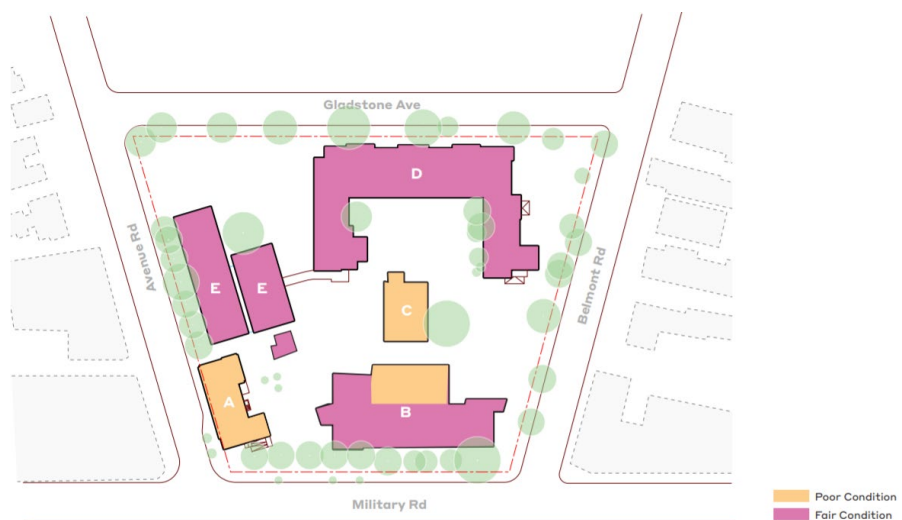 Gladstone Ave
D
Avenue Rd
E
E
Belmont Rd
C
A
B
Military Rd
Poor Condition
Fair Condition